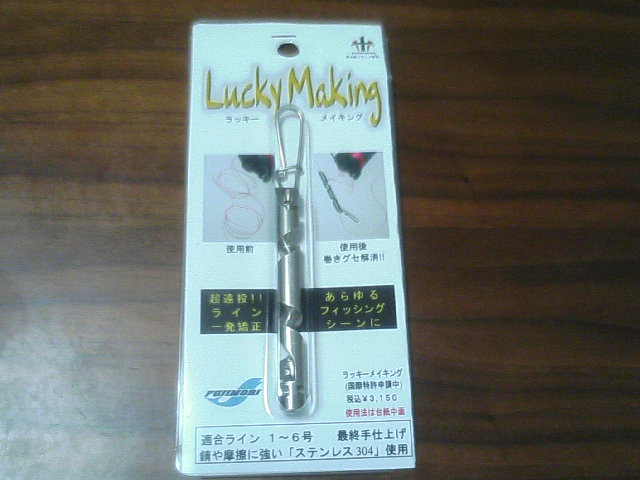 Lucky Making
ラッキー メイキング
使用前
使用後
巻きグセ解消!!
超遠投!!
ライン
一発矯正
あらゆる
フィッシング
シーンに
FUJIMORI
ラッキーメイキング
(国際特許申請中)
税込¥3,150
使用法は台紙中面
適合ライン 1～6号 最終手仕上げ
錆や摩擦に強い「ステンレス304」使用